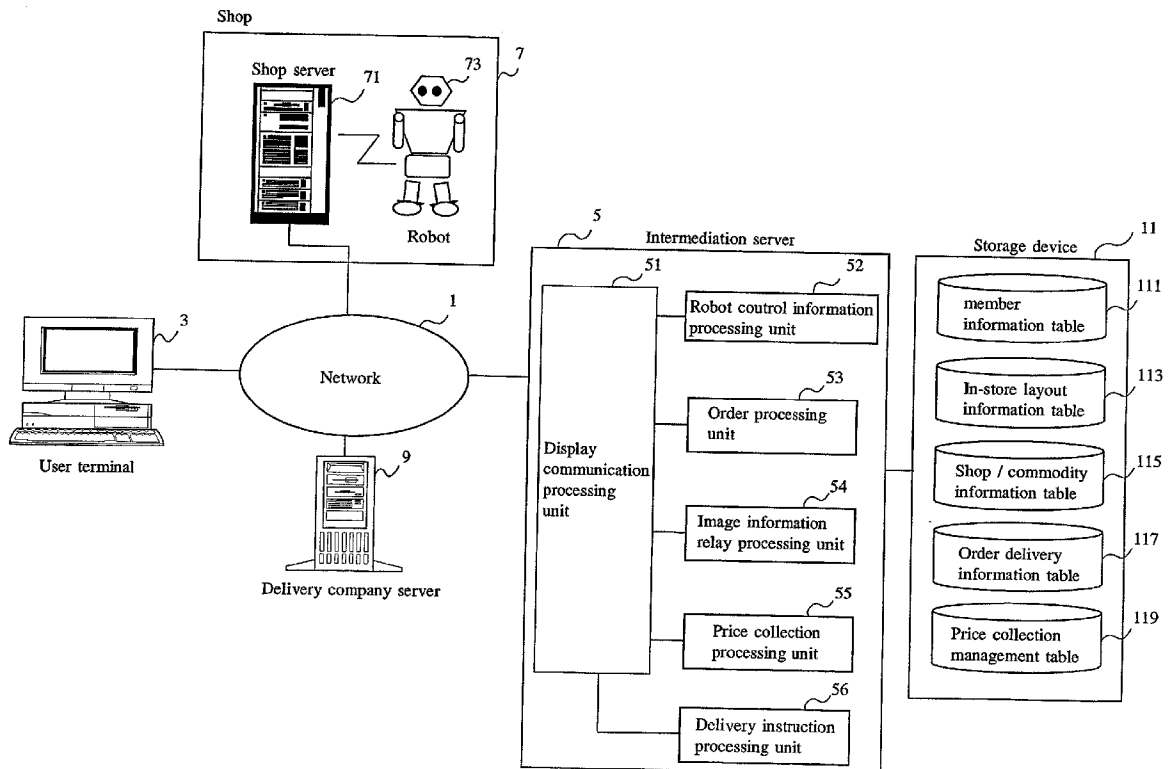 Shop
7
Shop server
71
73
Robot
1
3
Network
User terminal
9
Delivery company server
5
Intermediation server
51
Display
communication
processing
unit
52
Robot coutrol information
processing unit
53
Order processing
unit
54
Image information
relay processing unit
55
Price collection
processing unit
56
Delivery instruction
processing unit
11
Storage device
111
member
information table
113
In-store layout
information table
115
Shop / commodity
information table
117
Order delivery
information table
119
Price collection
management table